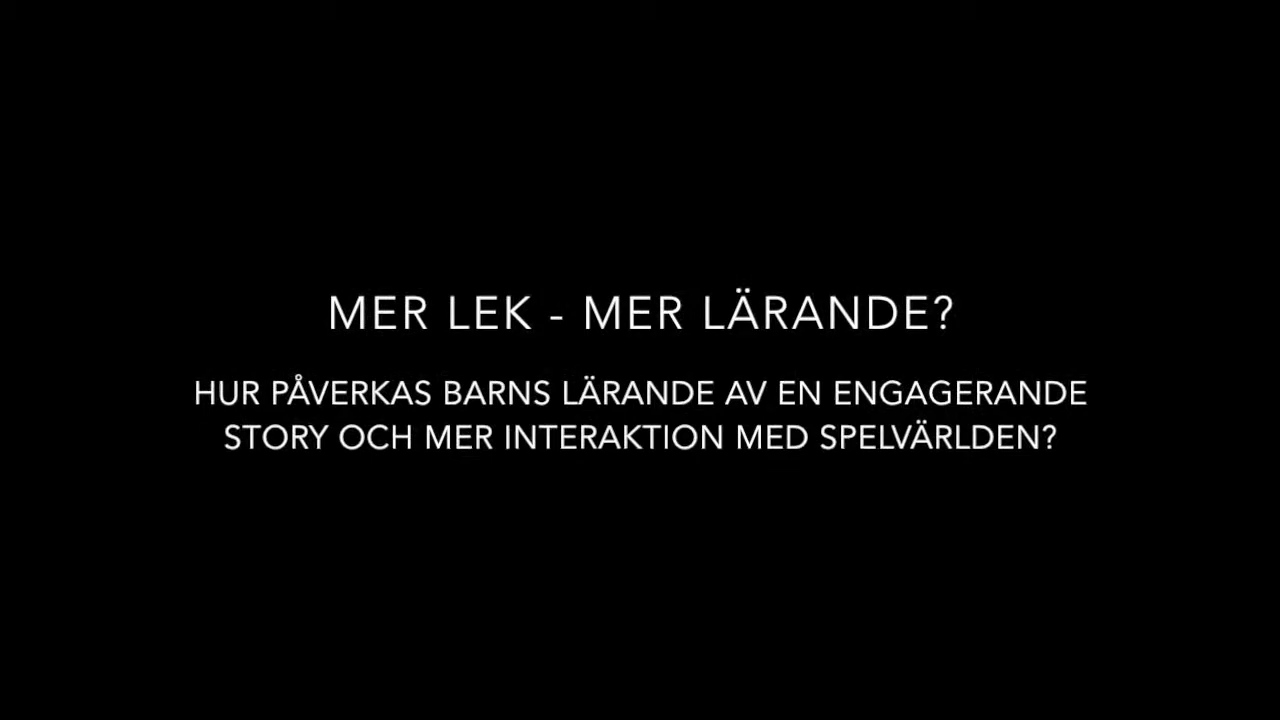 MER LEK - MER LÄRANDE?
HUR PÅVERKAS BARNS LÄRANDE AV EN ENGAGERANDE
STORY OCH MER INTERAKTION MED SPELVÄRLDEN?